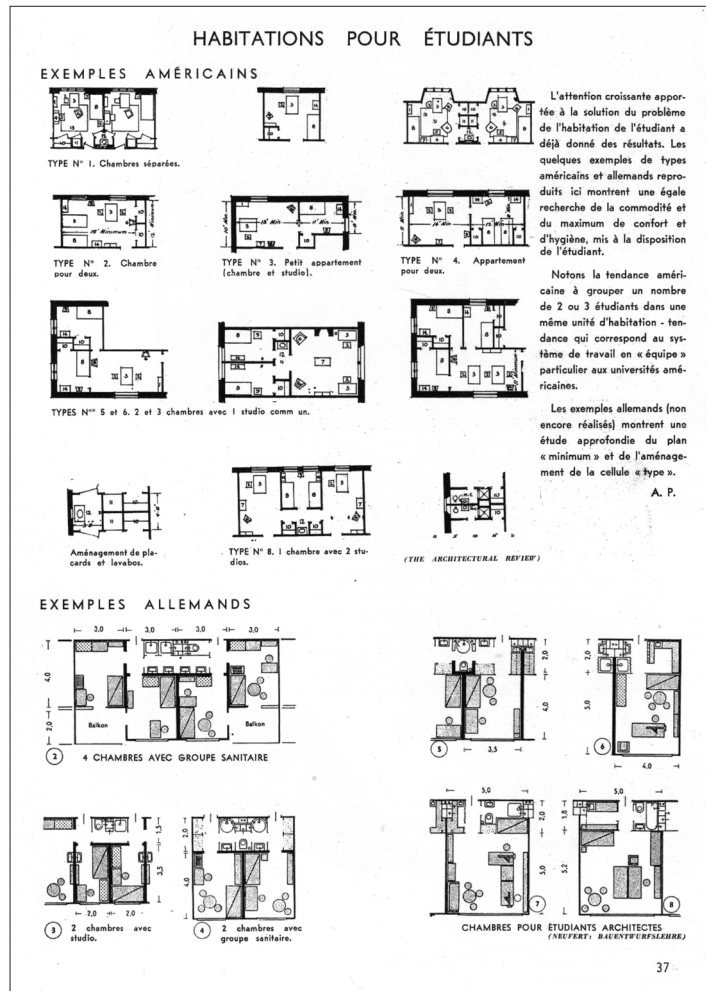 HABITATIONS POUR ÉTUDIANTS
EXEMPLES AMÉRICAINS
TYPE N° 1. Chambres séparées.
TYPE N° 2. Chambre
pour deux.
TYPE N° 3. Petit appartement
(chambre et studio).
TYPE N° 4. Appartement
pour deux.
TYPES Nos 5 et 6. 2 et 3 chambres avec 1 studio comm un.
Aménagement de pla-
cards et lavabos.
TYPE N° 8. 1 chambre avec 2 stu-
dios.
(THE ARCHITECTURAL REVIEW)
L'attention croissante appor-
tée à la solution du problème
de l'habitation de l'étudiant a
déjà donné des résultats. Les
quelques exemples de types
américains et allemands repro-
duits ici montrent une égale
recherche de la commodité et
du maximum de confort et
d'hygiène, mis à la disposition
de l'étudiant.
Notons la tendance améri-
caine à grouper un nombre
de 2 ou 3 étudiants dans une
même unité d'habitation - ten-
dance qui correspond au sys-
tème de travail en « équipe »
particulier aux universités amé-
ricaines.
Les exemples allemands (non
encore réalisés) montrent une
étude approfondie du plan
« minimum » et de l'aménage-
ment de la cellule « type ».
A. P.
EXEMPLES ALLEMANDS
3,0 3,0 3,0 3,0
4,0
2,0
Balkon
Balkon
2
4 CHAMBRES AVEC GROUPE SANITAIRE
2,0
4,0
5
3,5
2,0
5,0
6
4,0
1,5
3,5
2,0 2,0
3
2 chambres avec
studio.
2,0
4,0
4
2 chambres avec
groupe sanitaire.
5,0
2,0
5,0
7
5,0
1,8
5,2
8
CHAMBRES POUR ÉTUDIANTS ARCHITECTES
(NEUFERT: BAUENTWURFSLEHRE)
37